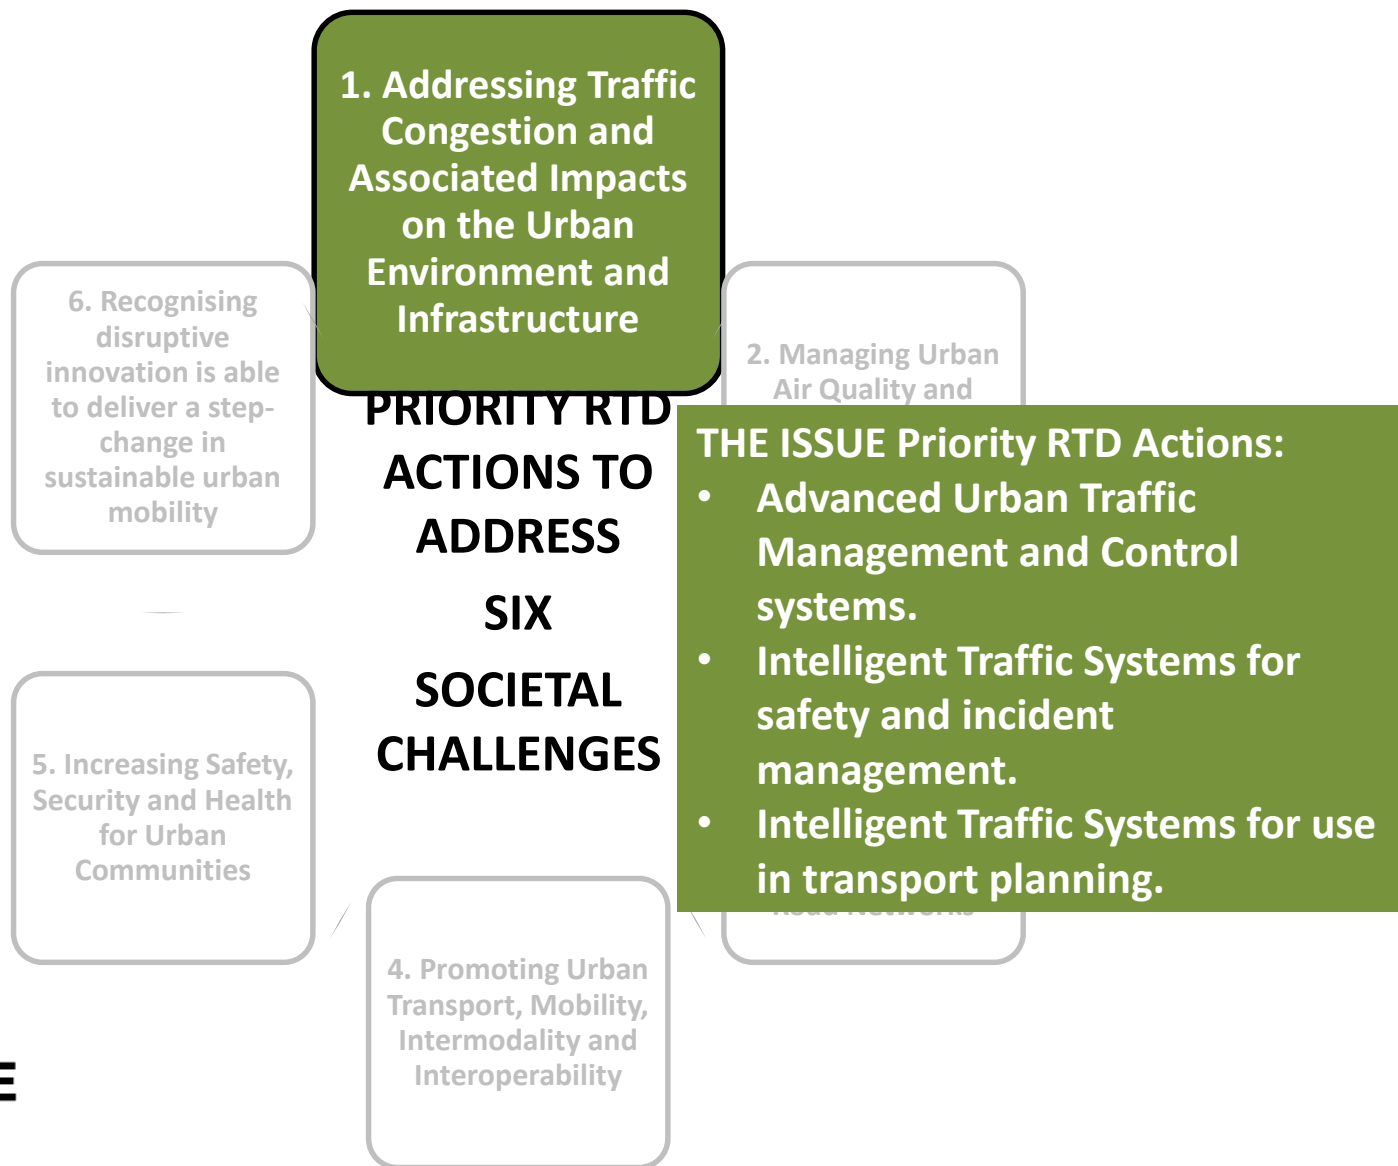 1. Addressing Traffic
Congestion and
Associated Impacts
on the Urban
Environment and
Infrastructure
6. Recognising
disruptive
innovation is able
to deliver a step-
change in
sustainable urban
mobility
2. Managing Urban
Air Quality and
PRIORITY RTD
ACTIONS TO
ADDRESS
SIX
SOCIETAL
CHALLENGES
THE ISSUE Priority RTD Actions:
• Advanced Urban Traffic
Management and Control
systems.
• Intelligent Traffic Systems for
safety and incident
management.
• Intelligent Traffic Systems for use
in transport planning.
Road Networks
5. Increasing Safety,
Security and Health
for Urban
Communities
4. Promoting Urban
Transport, Mobility,
Intermodality and
Interoperability
E